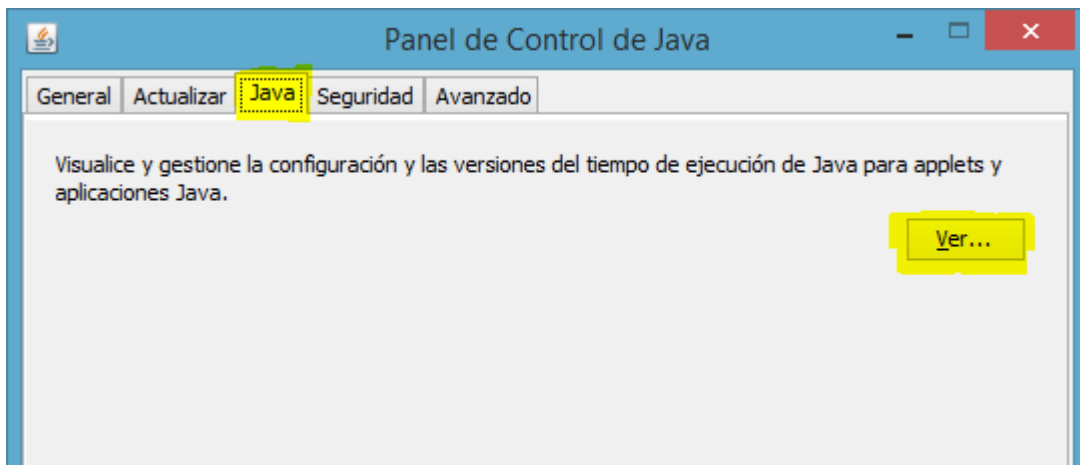 Panel de Control de Java
General Actualizar Java Seguridad Avanzado
Visualice y gestione la configuración y las versiones del tiempo de ejecución de Java para applets y
aplicaciones Java.
Ver...